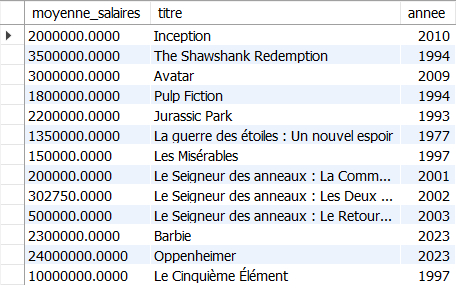 moyenne_salaires titre annee
2000000.0000 Inception 2010
3500000.0000 The Shawshank Redemption 1994
3000000.0000 Avatar 2009
1800000.0000 Pulp Fiction 1994
2200000.0000 Jurassic Park 1993
1350000.0000 La guerre des étoiles : Un nouvel espoir 1977
150000.0000 Les Misérables 1997
200000.0000 Le Seigneur des anneaux : La Comm... 2001
302750.0000 Le Seigneur des anneaux : Les Deux ... 2002
500000.0000 Le Seigneur des anneaux : Le Retour... 2003
2300000.0000 Barbie 2023
24000000.0000 Oppenheimer 2023
10000000.0000 Le Cinquième Élément 1997